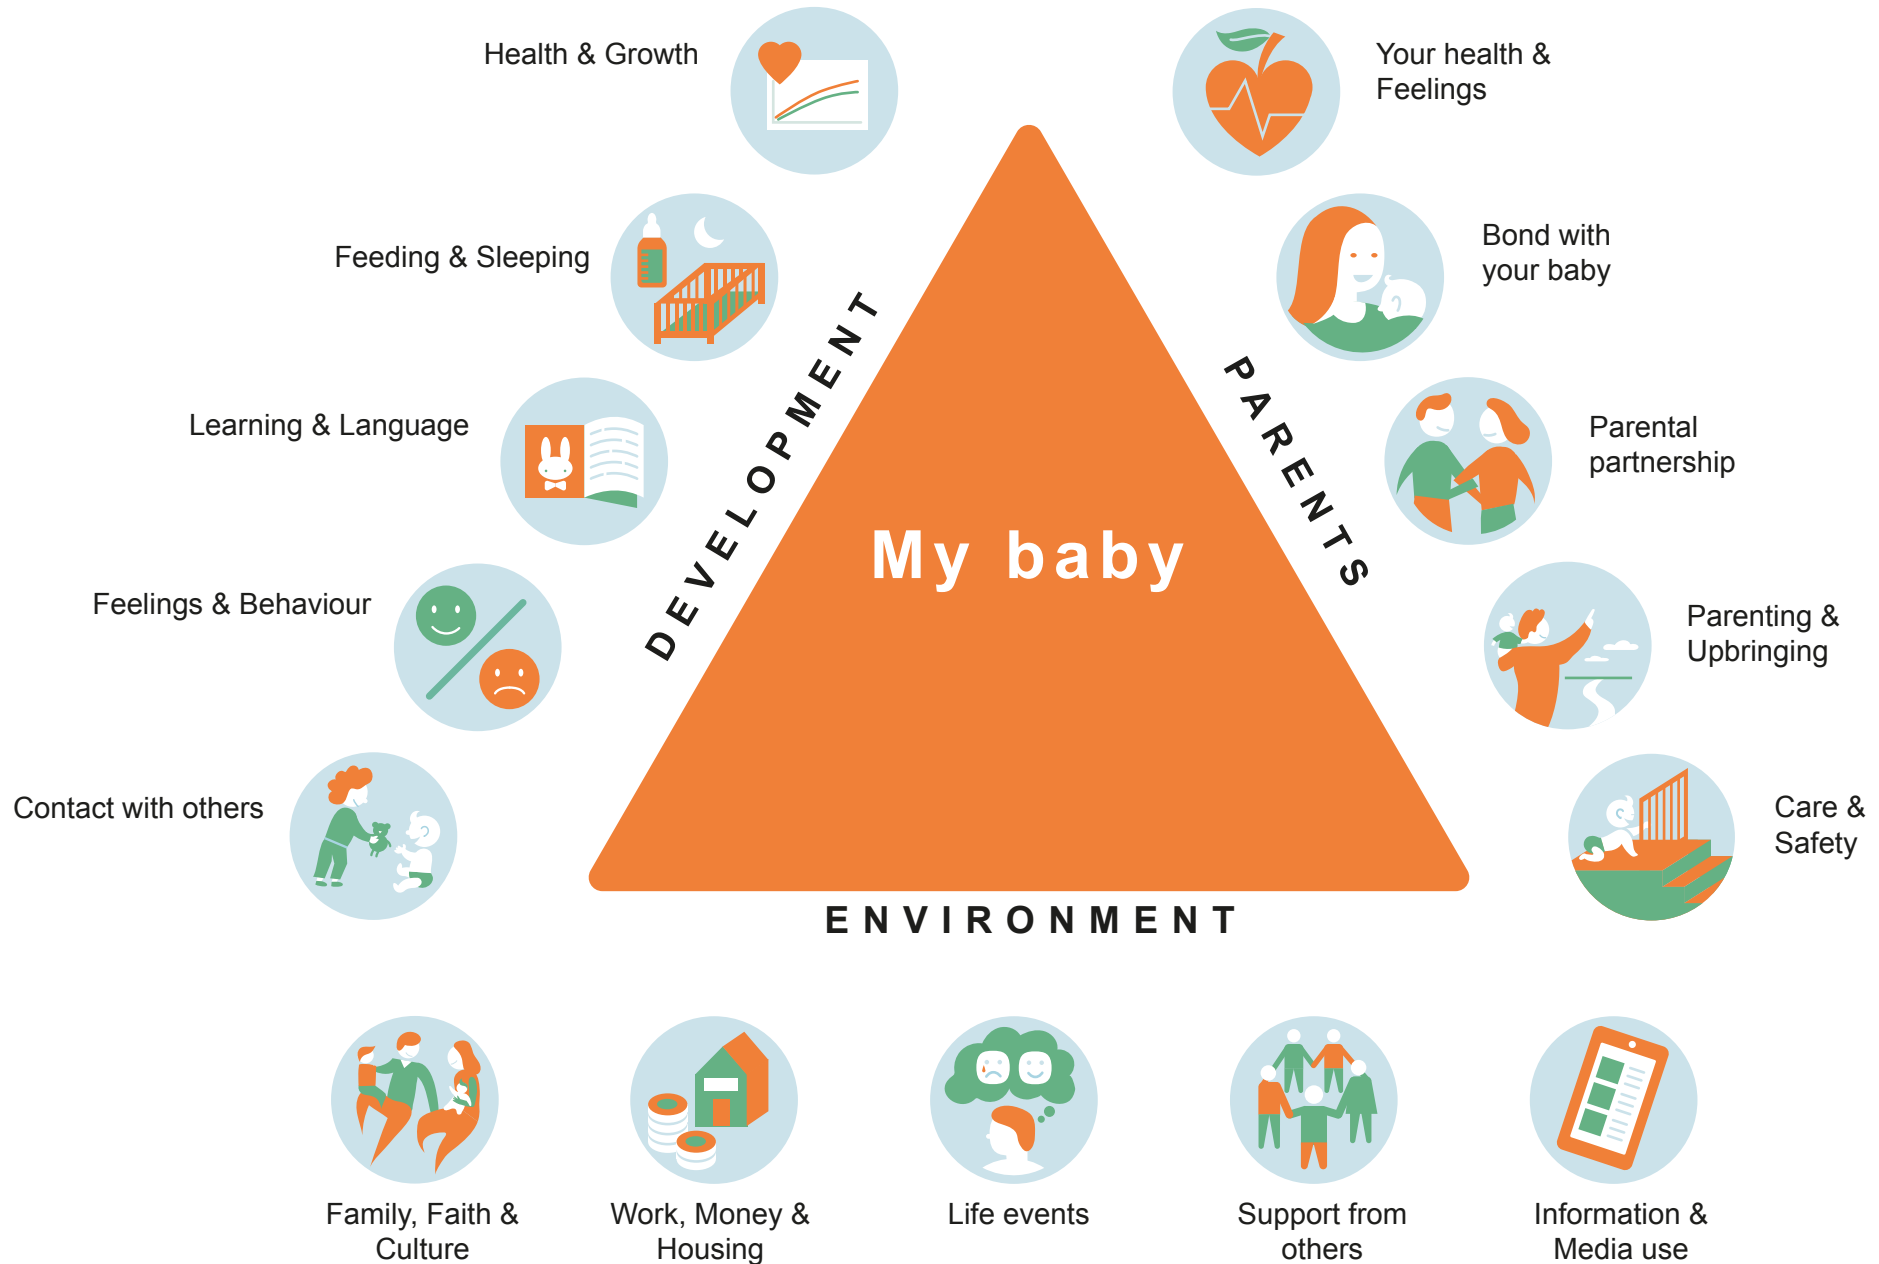 Health & Growth
Feeding & Sleeping
Learning & Language
Feelings & Behaviour
Contact with others
DEVELOPMENT
My baby
PARENTS
Your health &
Feelings
Bond with
your baby
Parental
partnership
Parenting &
Upbringing
Care &
Safety
ENVIRONMENT
Family, Faith &
Culture
Work, Money &
Housing
Life events
Support from
others
Information &
Media use